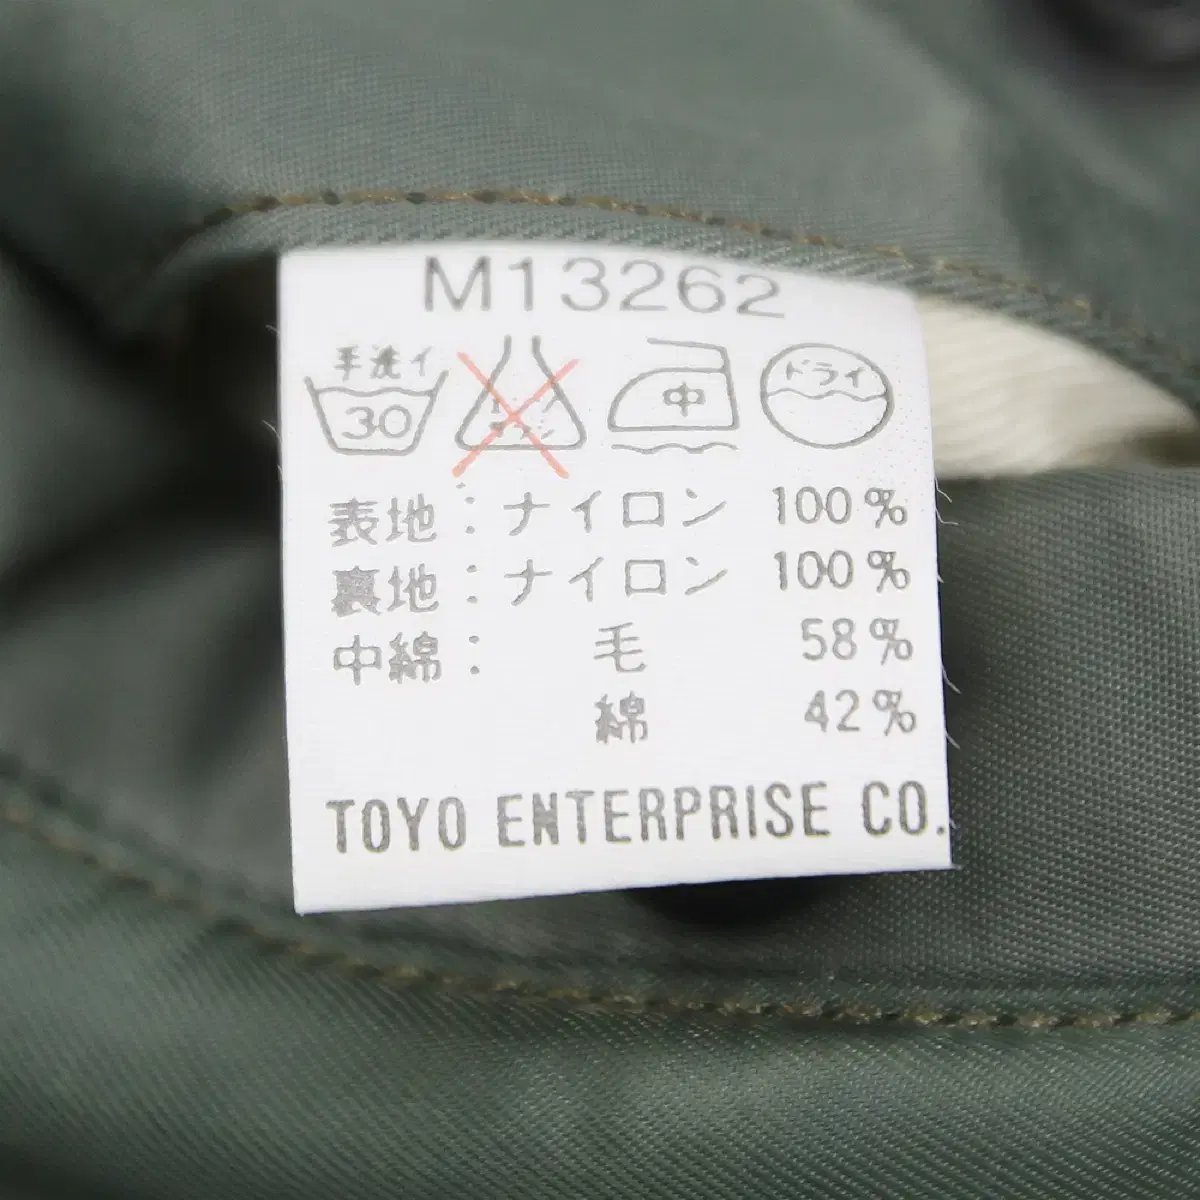 M13262
手洗イ 30 中 ドライ
表地：ナイロン 100%
裏地：ナイロン 100%
中綿： 毛 58%
綿 42%
TOYO ENTERPRISE CO.